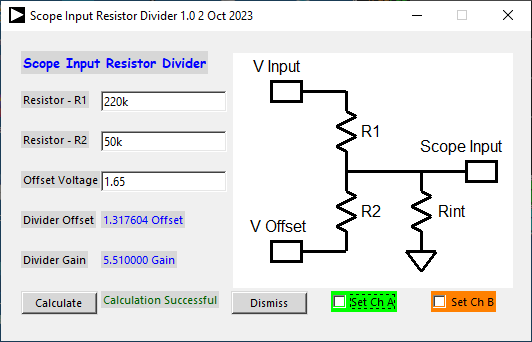 Scope Input Resistor Divider 1.0 2 Oct 2023
Scope Input Resistor Divider
Resistor - R1
220k
Resistor - R2
50k
Offset Voltage
1.65
Divider Offset
1.317604 Offset
Divider Gain
5.510000 Gain
Calculate
Calculation Successful
Dismiss
Set Ch A
Set Ch B
V Input
R1
Scope Input
R2
Rint
V Offset